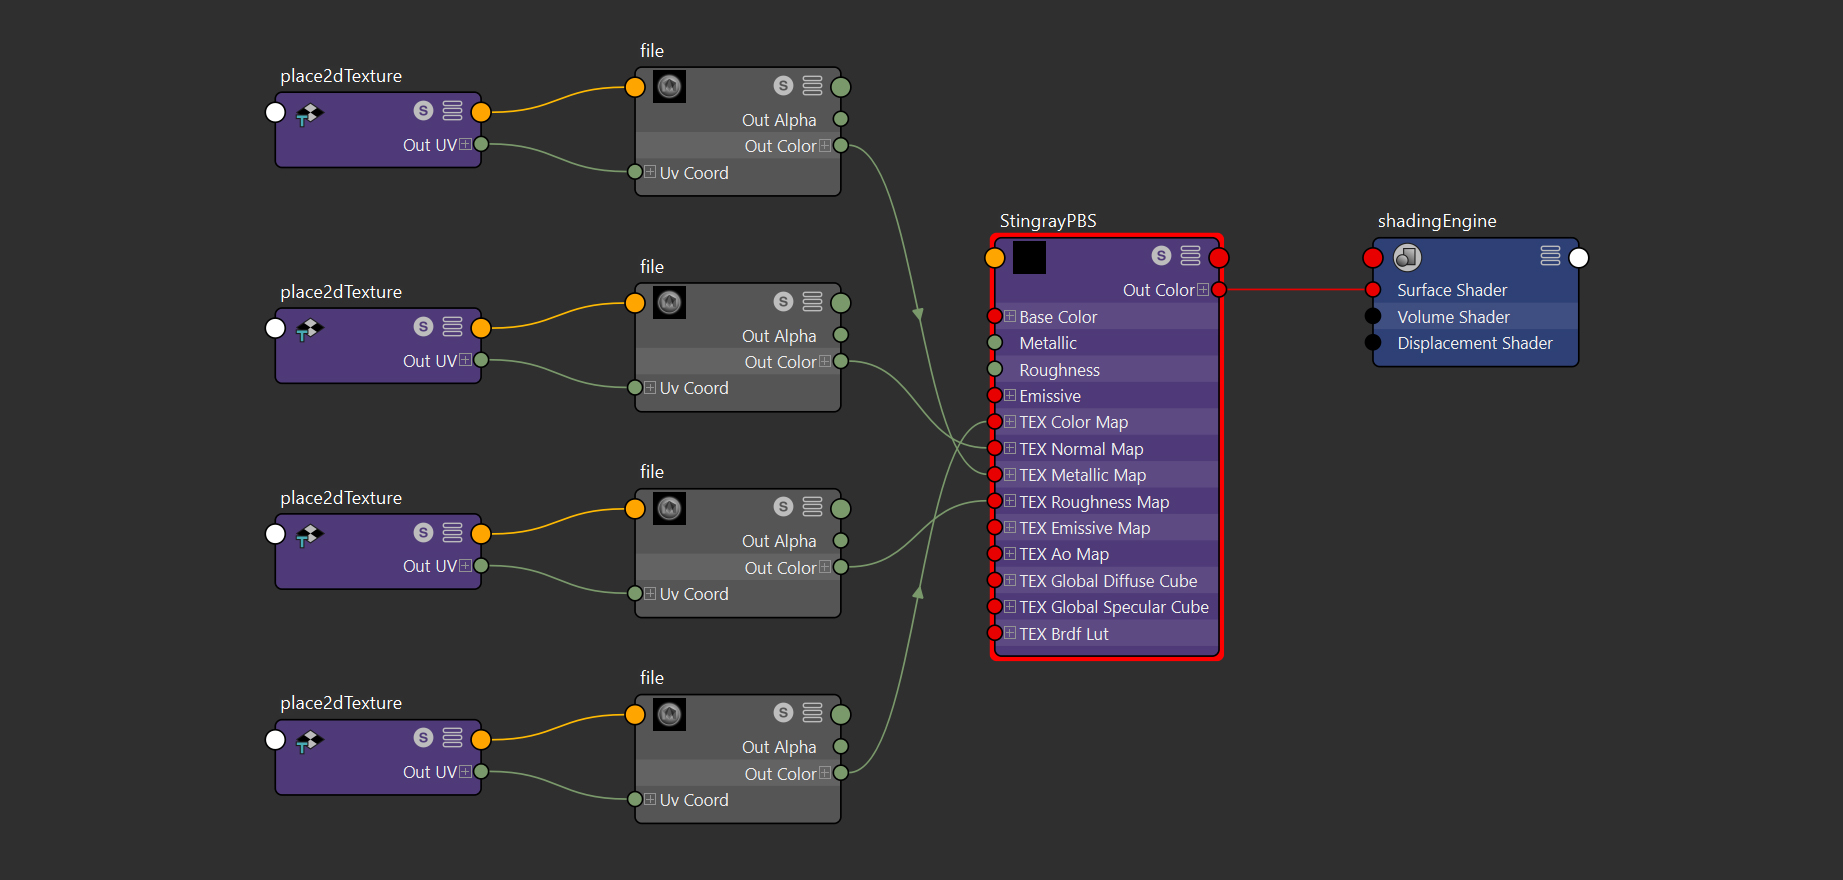 place2dTexture
S
T
Out UV
file
S
Out Alpha
Out Color
Uv Coord
place2dTexture
S
T
Out UV
file
S
Out Alpha
Out Color
Uv Coord
place2dTexture
S
T
Out UV
file
S
Out Alpha
Out Color
Uv Coord
place2dTexture
S
T
Out UV
file
S
Out Alpha
Out Color
Uv Coord
StingrayPBS
S
Out Color
Base Color
Metallic
Roughness
Emissive
TEX Color Map
TEX Normal Map
TEX Metallic Map
TEX Roughness Map
TEX Emissive Map
TEX Ao Map
TEX Global Diffuse Cube
TEX Global Specular Cube
TEX Brdf Lut
shadingEngine
Surface Shader
Volume Shader
Displacement Shader